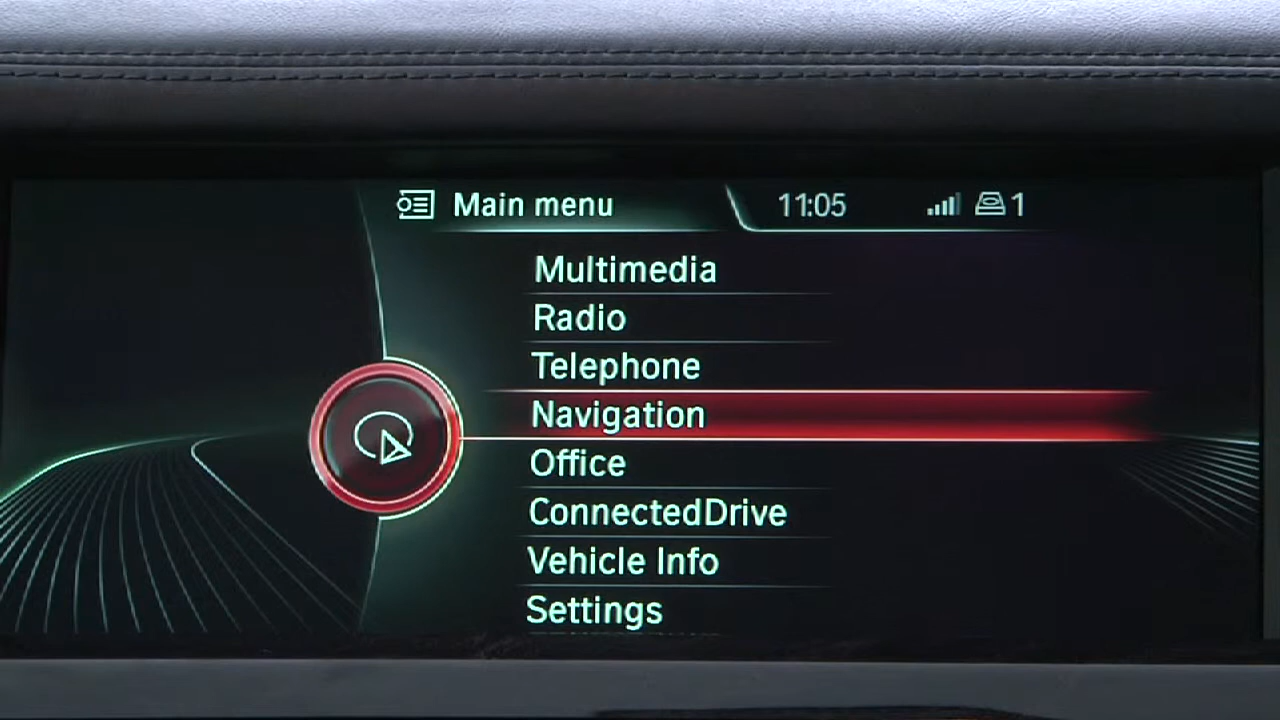 Main menu 11:05 1
Multimedia
Radio
Telephone
Navigation
Office
ConnectedDrive
Vehicle Info
Settings